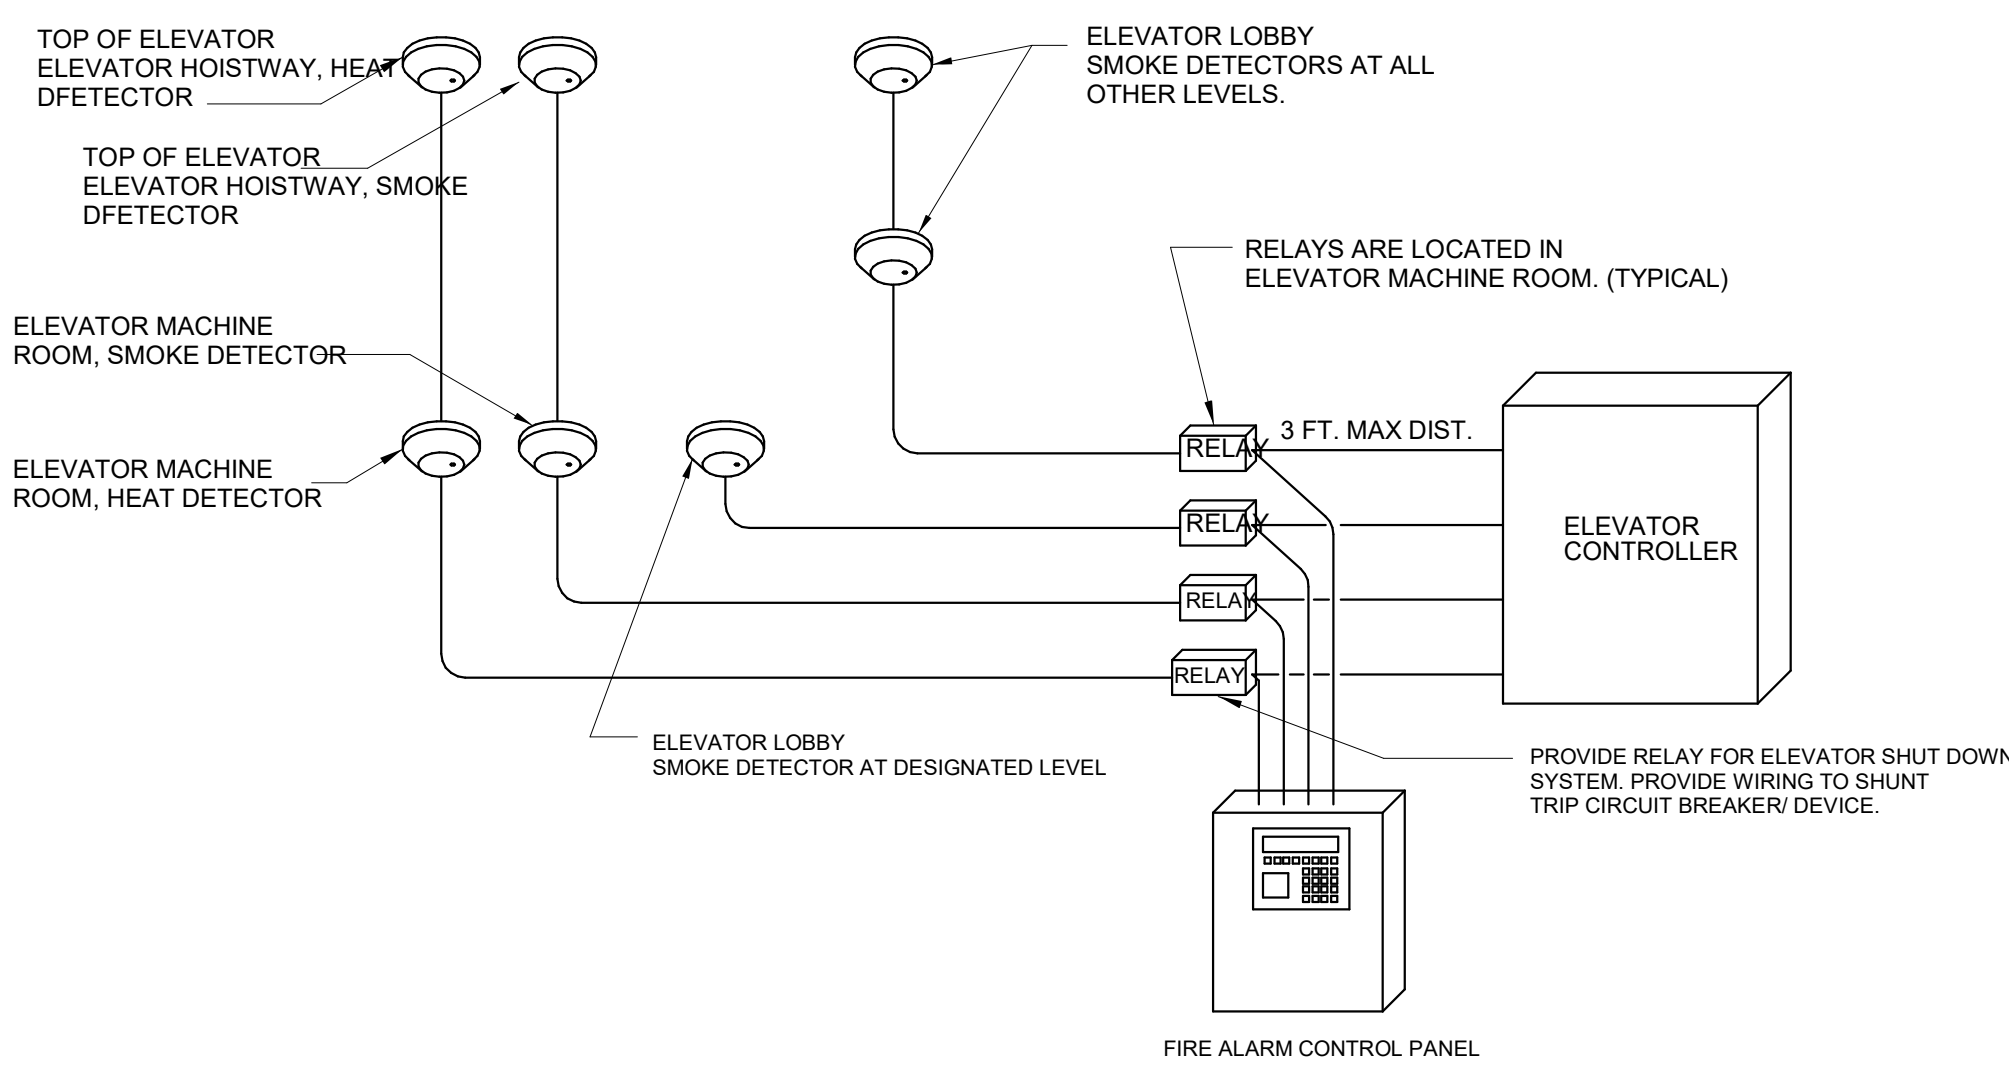 TOP OF ELEVATOR
ELEVATOR HOISTWAY, HEAT
DFETECTOR
ELEVATOR LOBBY
SMOKE DETECTORS AT ALL
OTHER LEVELS.
TOP OF ELEVATOR
ELEVATOR HOISTWAY, SMOKE
DFETECTOR
RELAYS ARE LOCATED IN
ELEVATOR MACHINE ROOM. (TYPICAL)
ELEVATOR MACHINE
ROOM, SMOKE DETECTOR
ELEVATOR MACHINE
ROOM, HEAT DETECTOR
RELAY
3 FT. MAX DIST.
RELAY
RELAY
RELAY
ELEVATOR
CONTROLLER
ELEVATOR LOBBY
SMOKE DETECTOR AT DESIGNATED LEVEL
PROVIDE RELAY FOR ELEVATOR SHUT DOWN
SYSTEM. PROVIDE WIRING TO SHUNT
TRIP CIRCUIT BREAKER/ DEVICE.
FIRE ALARM CONTROL PANEL